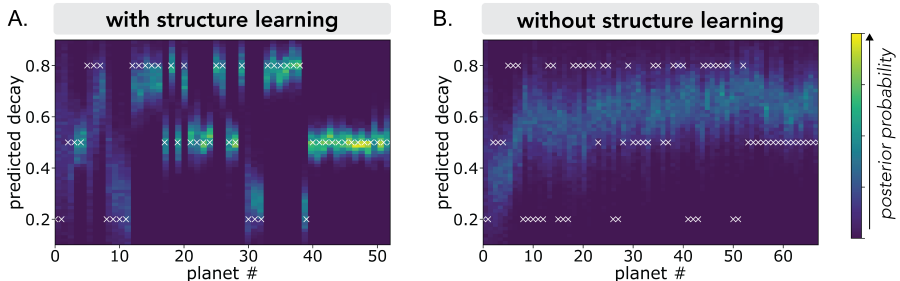 A.
with structure learning
predicted decay
0.8
0.6
0.4
0.2
0 10 20 30 40 50
planet #
B.
without structure learning
predicted decay
0.8
0.6
0.4
0.2
0 10 20 30 40 50 60
planet #
posterior probability